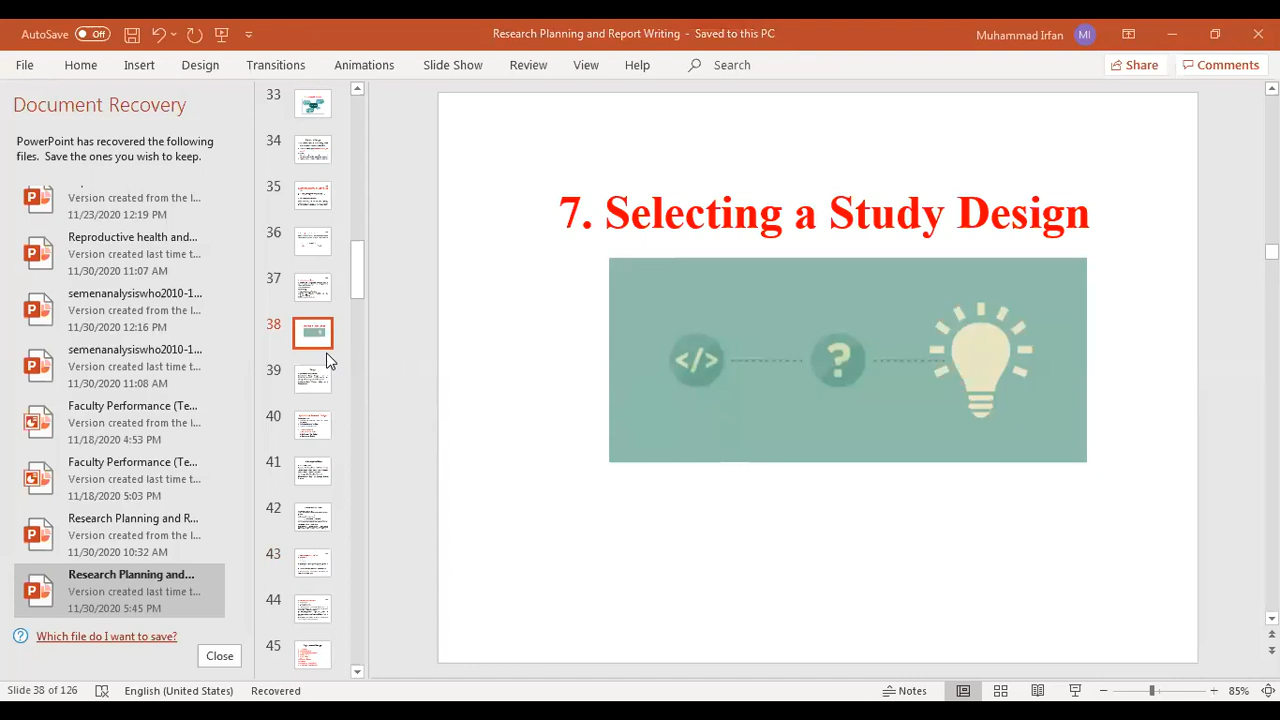 AutoSave Off
Research Planning and Report Writing - Saved to this PC
Muhammad Irfan MI
File Home Insert Design Transitions Animations Slide Show Review View Help Search Share Comments
Document Recovery
PowerPoint has recovered the following
files. Save the ones you wish to keep.
Version created from the l...
11/23/2020 12:19 PM
Reproductive health and...
Version created last time t...
11/30/2020 11:07 AM
semenanalysiswho2010-1...
Version created from the l...
11/30/2020 12:16 PM
semenanalysiswho2010-1...
Version created last time t...
11/30/2020 11:08 AM
Faculty Performance (Te...
Version created from the l...
11/18/2020 4:53 PM
Faculty Performance (Te...
Version created last time t...
11/18/2020 5:03 PM
Research Planning and R...
Version created from the l...
11/30/2020 10:32 AM
Research Planning and...
Version created last time t...
11/30/2020 5:45 PM
Which file do I want to save?
Close
33
34
35
36
37
38
39
40
41
42
43
44
45
7. Selecting a Study Design
</>
?
Slide 38 of 126 English (United States) Recovered Notes 85%